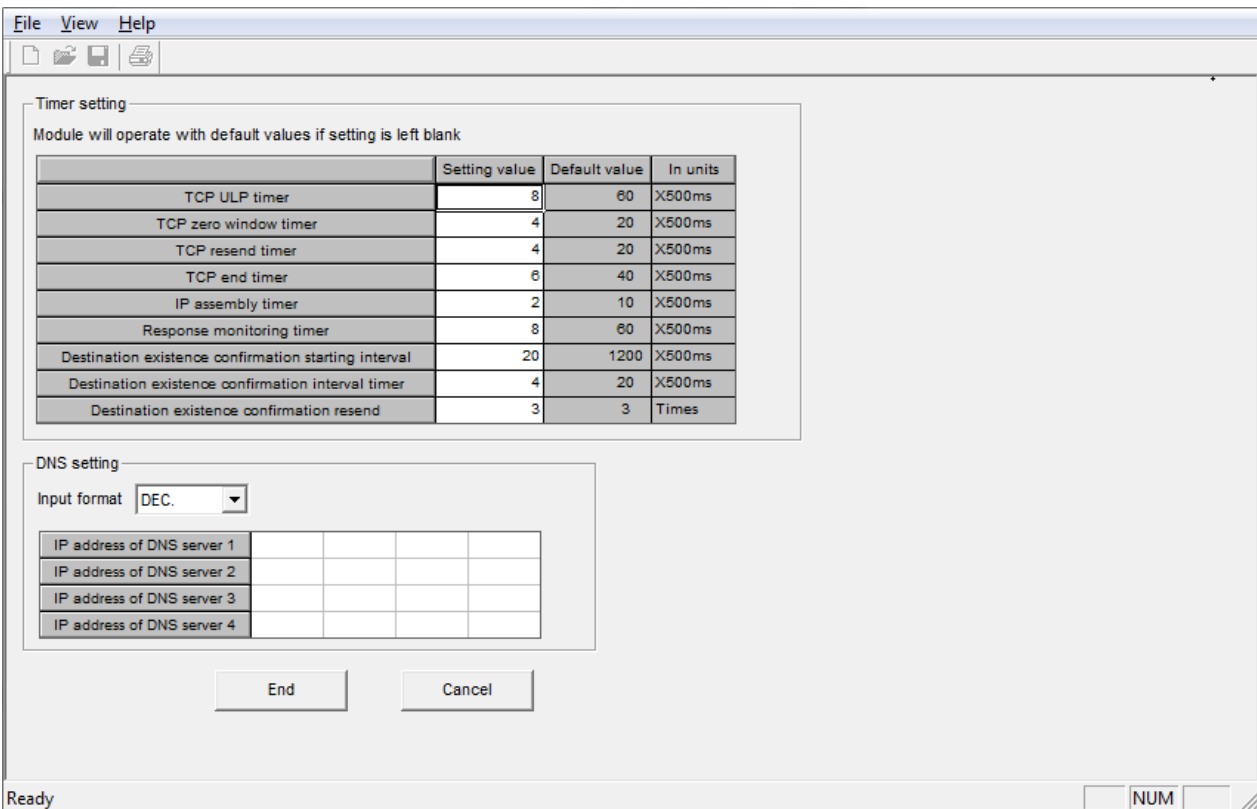 File View Help
Timer setting
Module will operate with default values if setting is left blank
Setting value Default value In units
TCP ULP timer 8 60 X500ms
TCP zero window timer 4 20 X500ms
TCP resend timer 4 20 X500ms
TCP end timer 6 40 X500ms
IP assembly timer 2 10 X500ms
Response monitoring timer 8 60 X500ms
Destination existence confirmation starting interval 20 1200 X500ms
Destination existence confirmation interval timer 4 20 X500ms
Destination existence confirmation resend 3 3 Times
DNS setting
Input format DEC.
IP address of DNS server 1
IP address of DNS server 2
IP address of DNS server 3
IP address of DNS server 4
End Cancel
Ready NUM